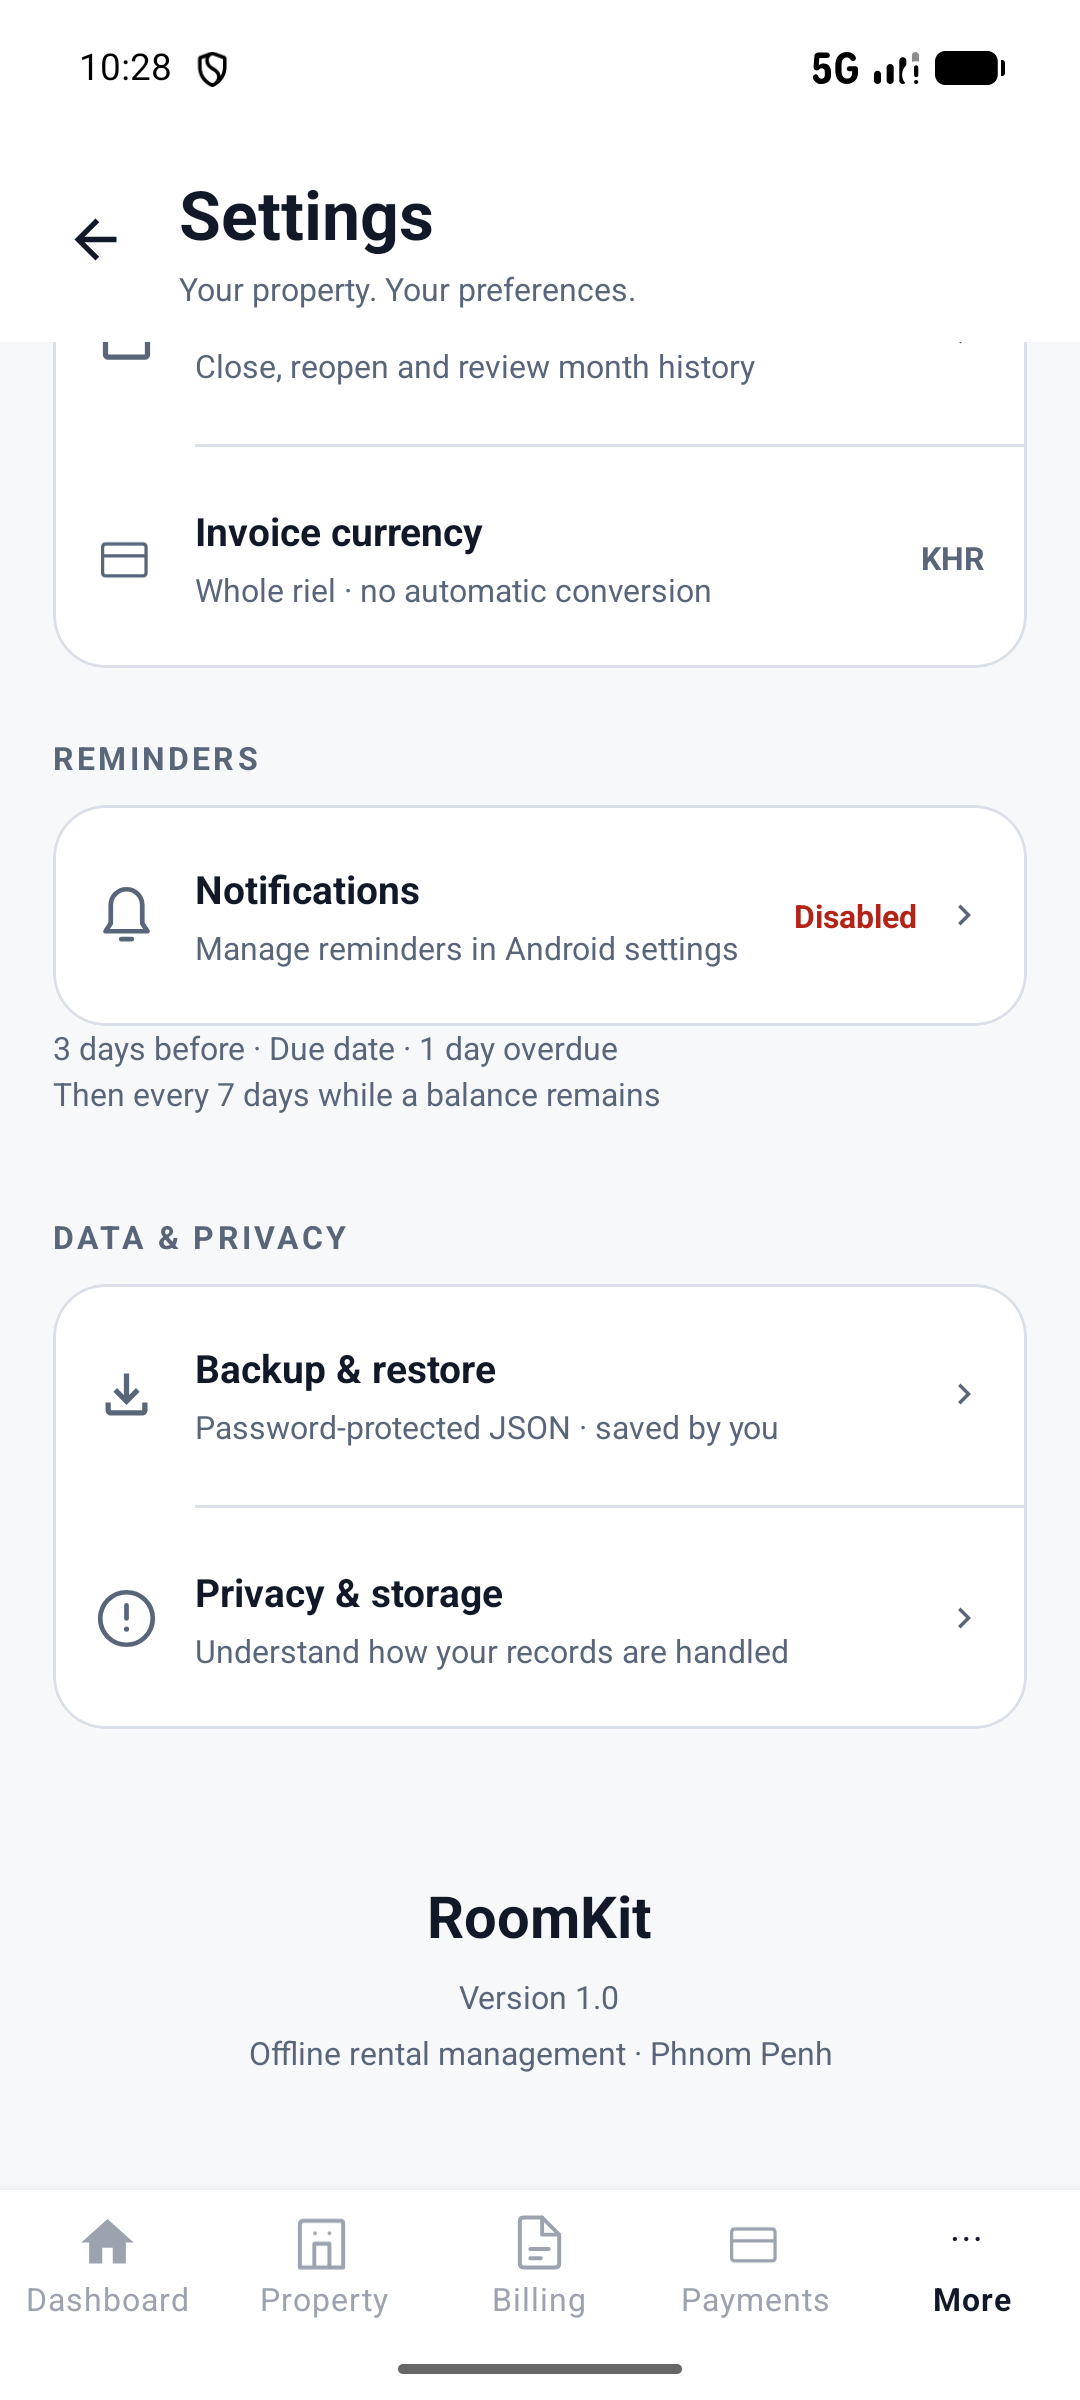 10:28
5G
Settings
Your property. Your preferences.
Close, reopen and review month history
Invoice currency
Whole riel · no automatic conversion
KHR
REMINDERS
Notifications
Manage reminders in Android settings
Disabled
3 days before · Due date · 1 day overdue
Then every 7 days while a balance remains
DATA & PRIVACY
Backup & restore
Password-protected JSON · saved by you
Privacy & storage
Understand how your records are handled
RoomKit
Version 1.0
Offline rental management · Phnom Penh
Dashboard
Property
Billing
Payments
More